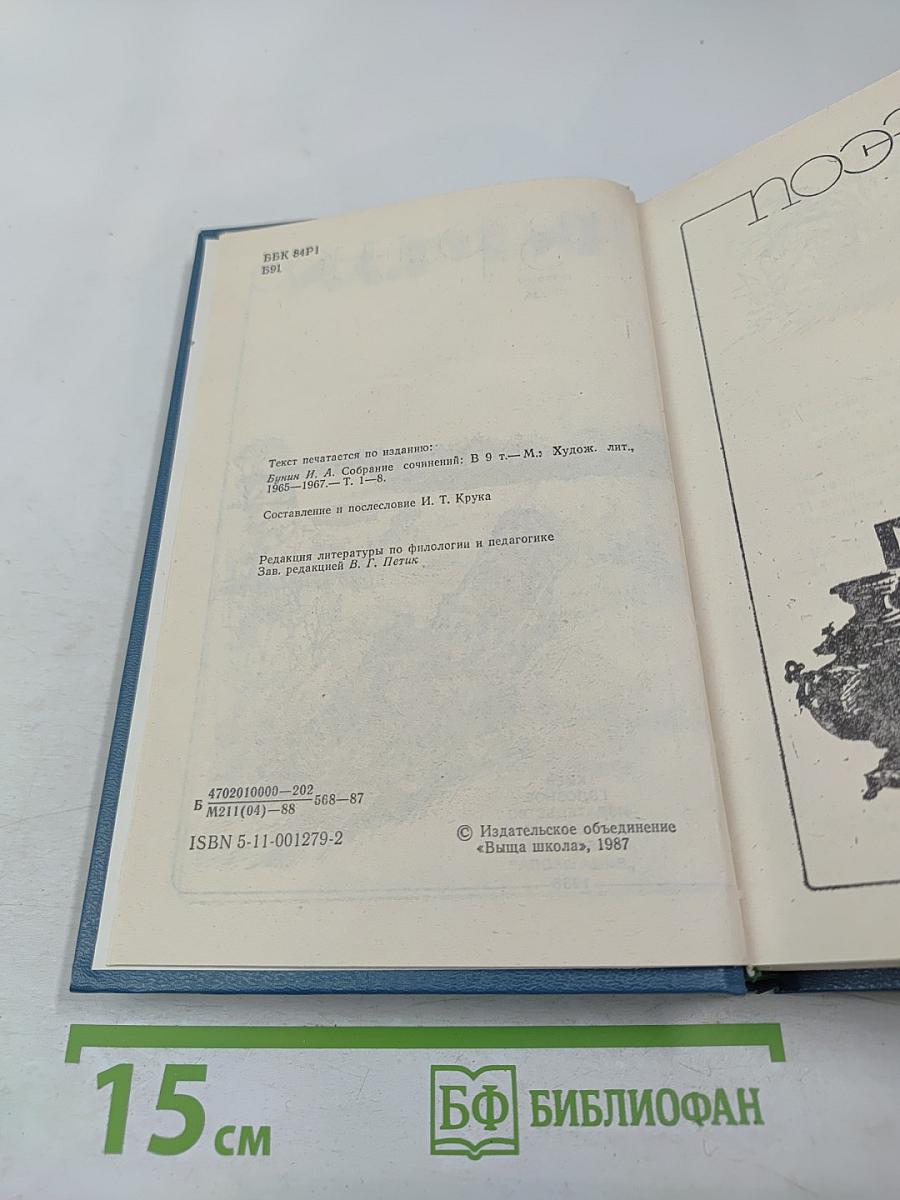 ББК 84Р1
Б91
Текст печатается по изданию:
Бунин И. А. Собрание сочинений: В 9 т.— М.: Худож. лит.,
1965—1967.— Т. 1—8.
Составление и послесловие И. Т. Крука
Редакция литературы по филологии и педагогике
Зав. редакцией В. Г. Петик
Б 4702010000—202
М211(04)—88 568—87
ISBN 5-11-001279-2
© Издательское объединение
«Выща школа», 1987
ПОЭЗ
15 см
БФ БИБЛИОФАН